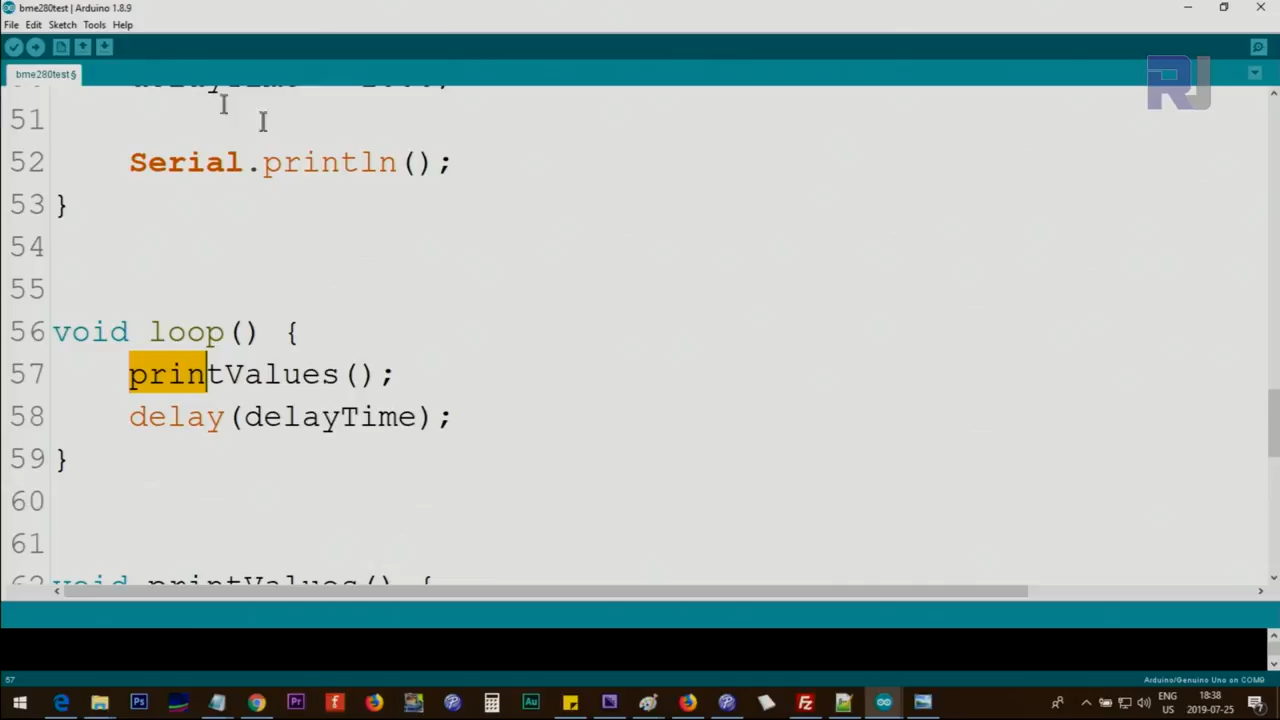 bme280test | Arduino 1.8.9
File Edit Sketch Tools Help
bme280test §
RJ
51
52 Serial.println();
53 }
54
55
56 void loop() {
57 printValues();
58 delay(delayTime);
59 }
60
61
62 void printValues() {
57
Arduino/Genuino Uno on COM9
ENG
US
18:38
2019-07-25